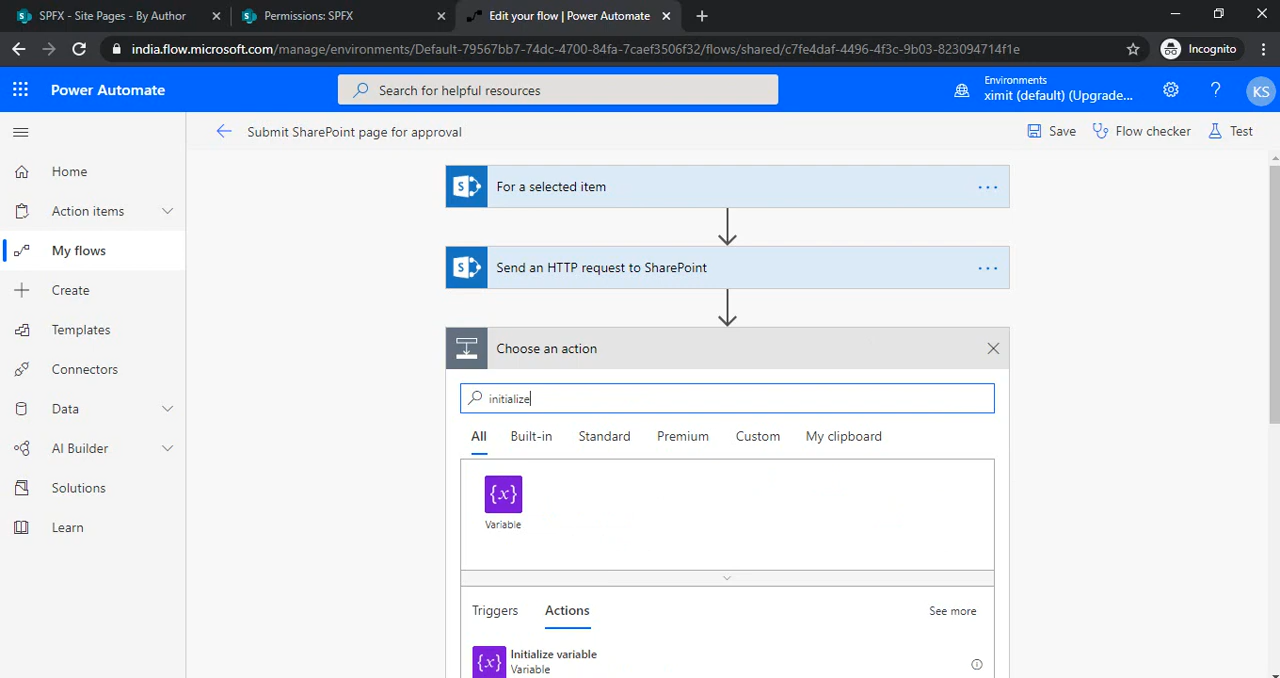 SPFX - Site Pages - By Author
Permissions: SPFX
Edit your flow | Power Automate
india.flow.microsoft.com/manage/environments/Default-79567bb7-74dc-4700-84fa-7caef3506f32/flows/shared/c7fe4daf-4496-4f3c-9b03-823094714f1e
Incognito
Power Automate
Search for helpful resources
Environments
ximit (default) (Upgrade...
KS
Submit SharePoint page for approval
Save
Flow checker
Test
Home
Action items
My flows
Create
Templates
Connectors
Data
AI Builder
Solutions
Learn
For a selected item
Send an HTTP request to SharePoint
Choose an action
initialize
All
Built-in
Standard
Premium
Custom
My clipboard
{x}
Variable
Triggers
Actions
See more
{x}
Initialize variable
Variable